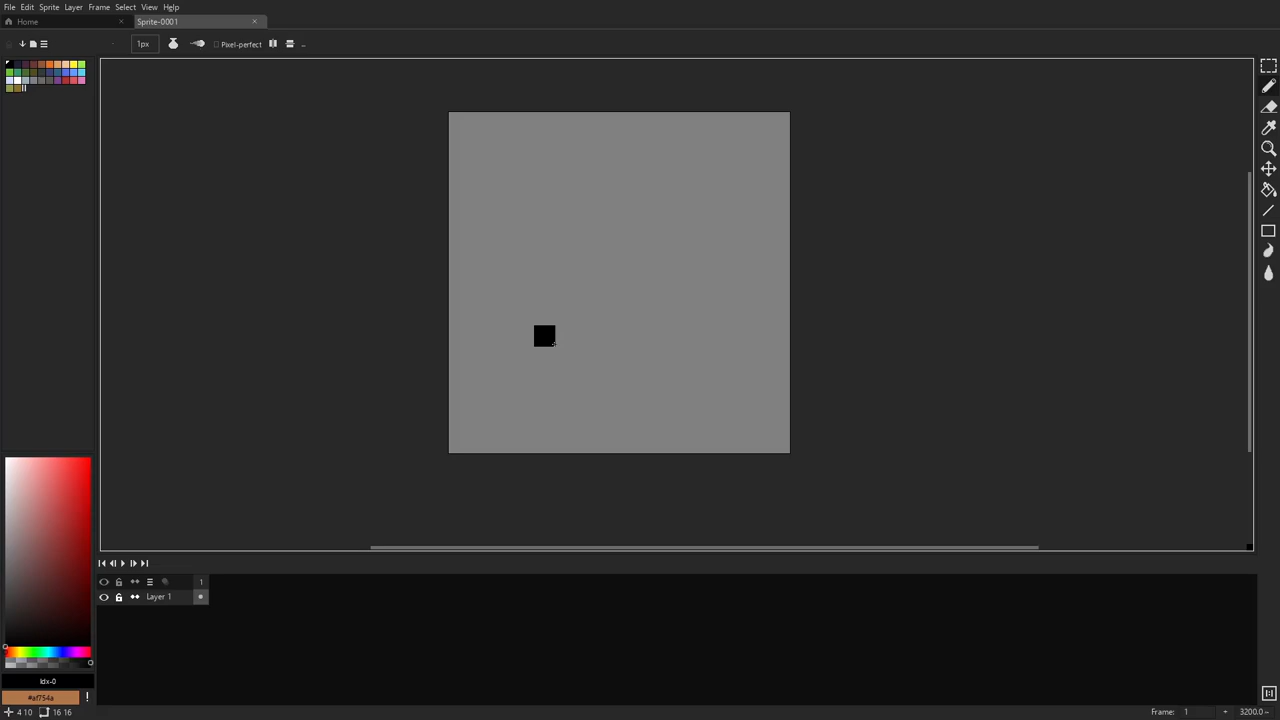 File Edit Sprite Layer Frame Select View Help
Home Sprite-0001
1px Pixel-perfect
1
Layer 1
Idx-0
#af754a
4 10 16 16 Frame: 1 3200.0 ~